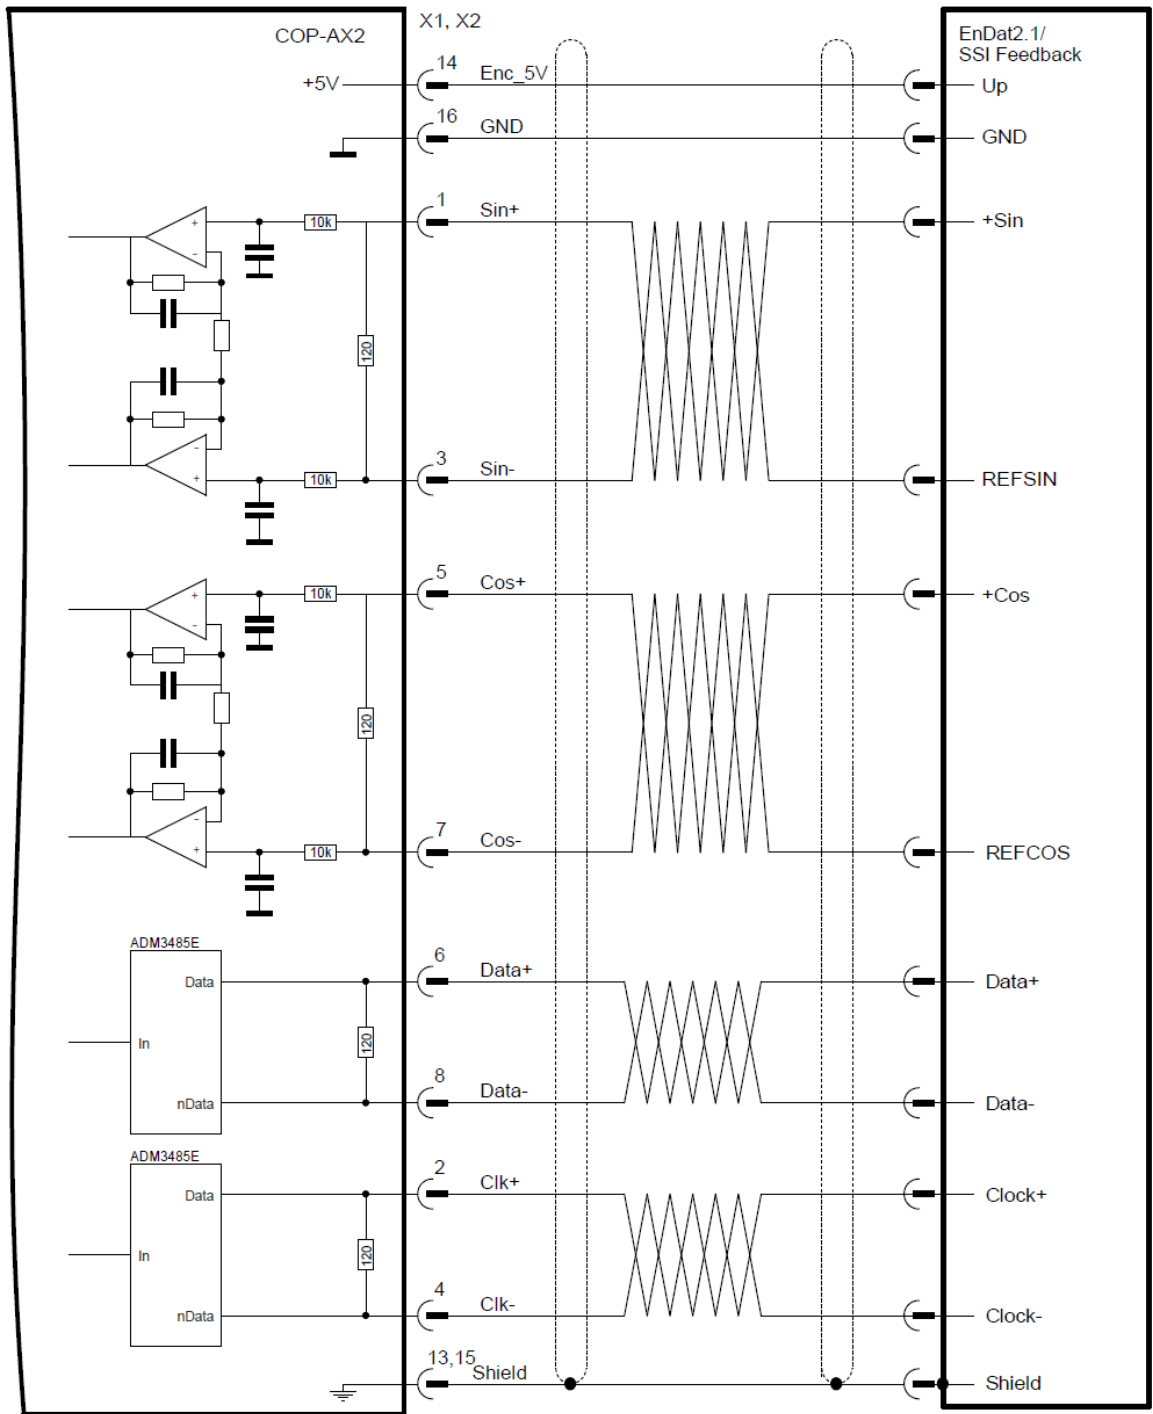 COP-AX2
X1, X2
EnDat2.1/
SSI Feedback
+5V
14
Enc_5V
Up
16
GND
GND
+
-
10k
1
Sin+
+Sin
120
-
+
10k
3
Sin-
REFSIN
+
-
10k
5
Cos+
+Cos
120
-
+
10k
7
Cos-
REFCOS
ADM3485E
Data
6
Data+
Data+
In
120
nData
8
Data-
Data-
ADM3485E
Data
2
Clk+
Clock+
In
120
nData
4
Clk-
Clock-
13,15
Shield
Shield